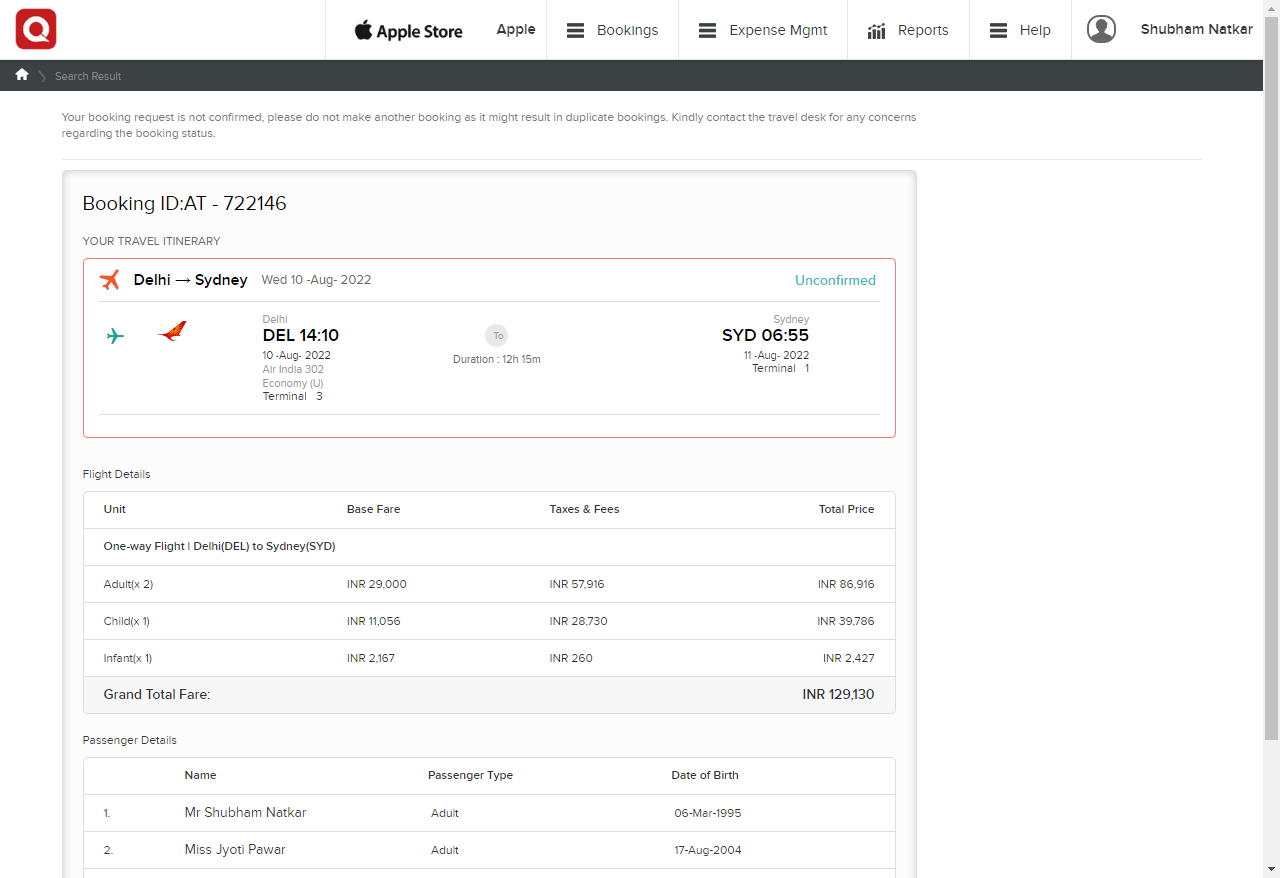 Q
Apple Store
Apple
Bookings
Expense Mgmt
Reports
Help
Shubham Natkar
Search Result
Your booking request is not confirmed, please do not make another booking as it might result in duplicate bookings. Kindly contact the travel desk for any concerns
regarding the booking status.
Booking ID:AT - 722146
YOUR TRAVEL ITINERARY
Delhi → Sydney Wed 10 -Aug- 2022 Unconfirmed
Delhi
DEL 14:10
10 -Aug- 2022
Air India 302
Economy (U)
Terminal 3
To
Duration : 12h 15m
Sydney
SYD 06:55
11 -Aug- 2022
Terminal 1
Flight Details
Unit Base Fare Taxes & Fees Total Price
One-way Flight | Delhi(DEL) to Sydney(SYD)
Adult(x 2) INR 29,000 INR 57,916 INR 86,916
Child(x 1) INR 11,056 INR 28,730 INR 39,786
Infant(x 1) INR 2,167 INR 260 INR 2,427
Grand Total Fare: INR 129,130
Passenger Details
Name Passenger Type Date of Birth
1. Mr Shubham Natkar Adult 06-Mar-1995
2. Miss Jyoti Pawar Adult 17-Aug-2004